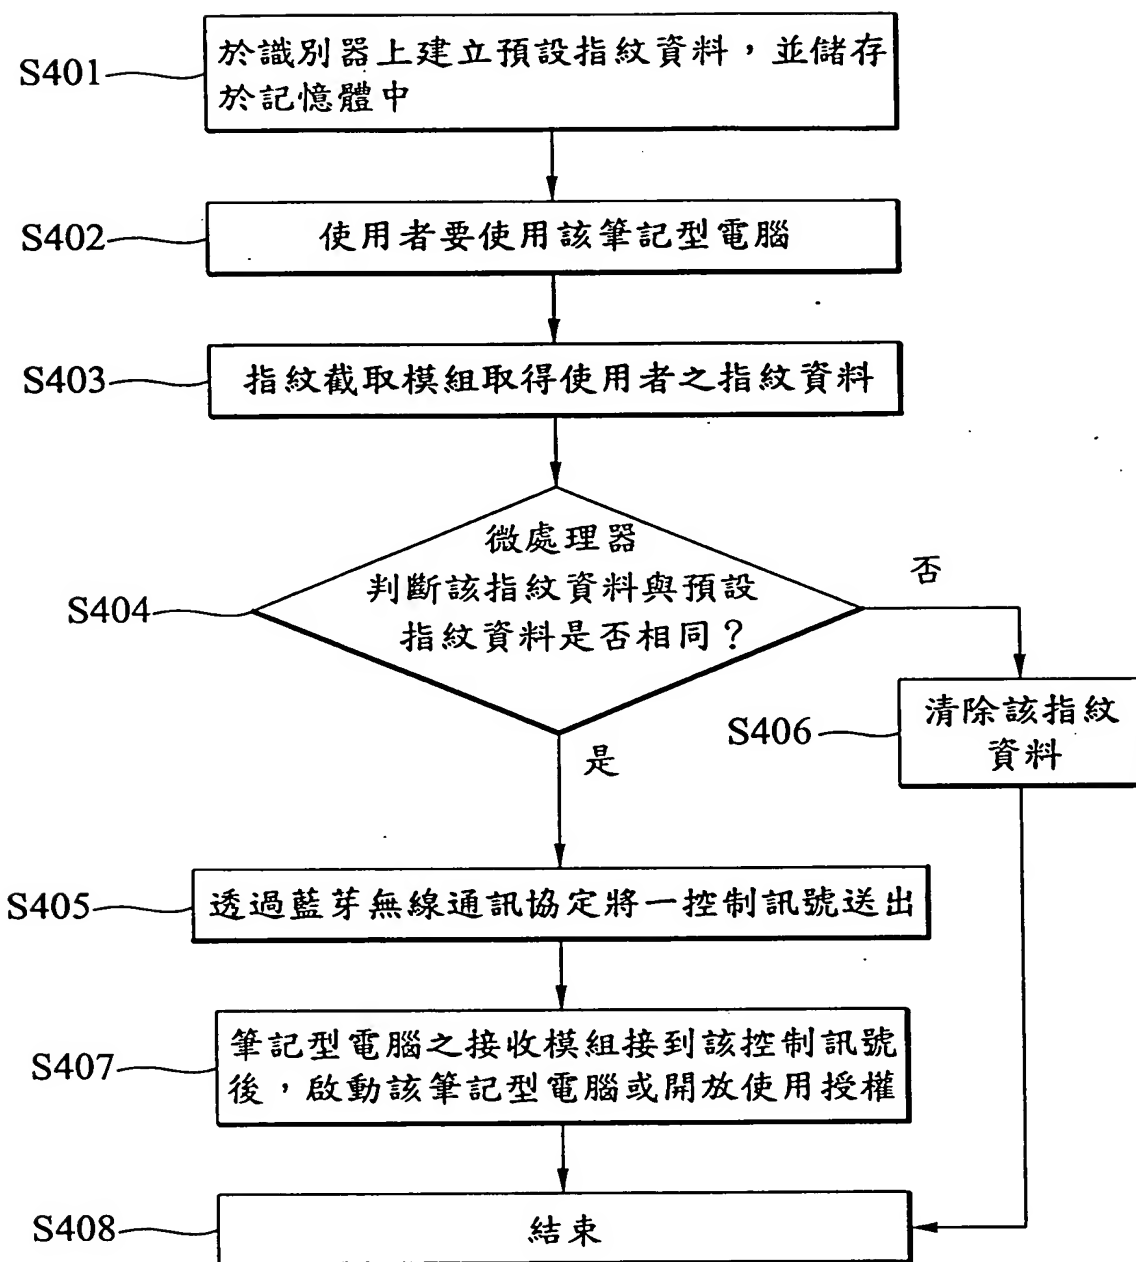 S401
於識別器上建立預設指紋資料，並儲存
於記憶體中
S402
使用者要使用該筆記型電腦
S403
指紋截取模組取得使用者之指紋資料
S404
微處理器
判斷該指紋資料與預設
指紋資料是否相同？
否
S406
清除該指紋
資料
是
S405
透過藍芽無線通訊協定將一控制訊號送出
S407
筆記型電腦之接收模組接到該控制訊號
後，啟動該筆記型電腦或開放使用授權
S408
結束